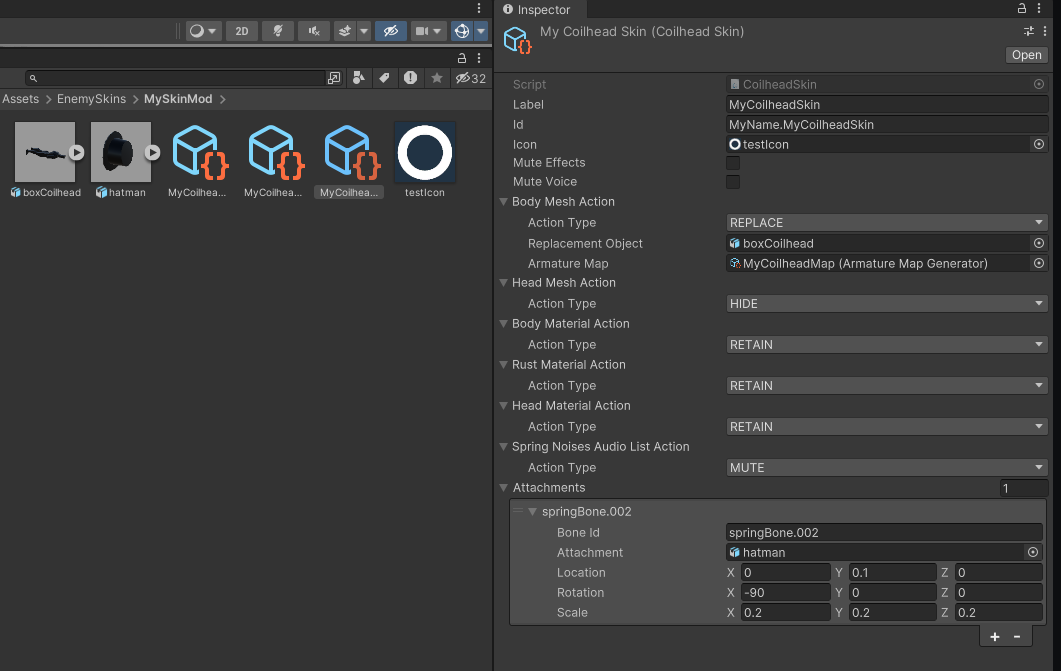 Inspector
My Coilhead Skin (Coilhead Skin)
Open
2D
32
Assets > EnemySkins > MySkinMod >
boxCoilhead
hatman
MyCoilhea...
MyCoilhea...
MyCoilhea...
testIcon
Script CoilheadSkin
Label MyCoilheadSkin
Id MyName.MyCoilheadSkin
Icon testIcon
Mute Effects
Mute Voice
Body Mesh Action
Action Type REPLACE
Replacement Object boxCoilhead
Armature Map MyCoilheadMap (Armature Map Generator)
Head Mesh Action
Action Type HIDE
Body Material Action
Action Type RETAIN
Rust Material Action
Action Type RETAIN
Head Material Action
Action Type RETAIN
Spring Noises Audio List Action
Action Type MUTE
Attachments 1
springBone.002
Bone Id springBone.002
Attachment hatman
Location X 0 Y 0.1 Z 0
Rotation X -90 Y 0 Z 0
Scale X 0.2 Y 0.2 Z 0.2
+ -